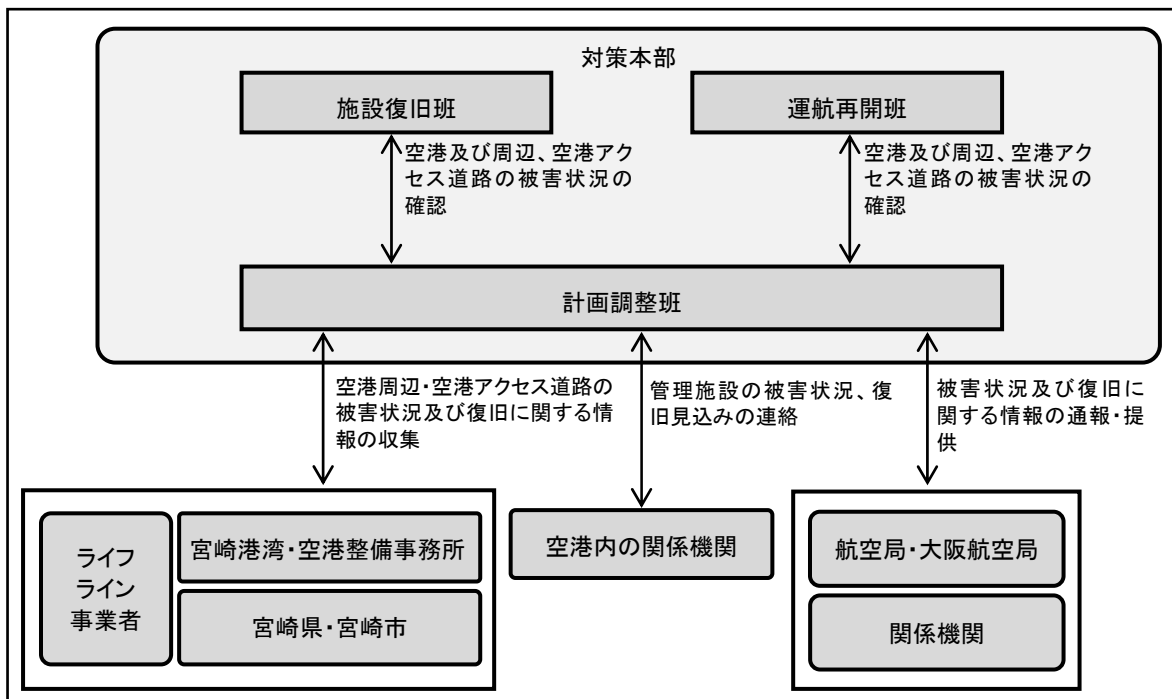 対策本部
施設復旧班
運航再開班
空港及び周辺、空港アク
セス道路の被害状況の
確認
空港及び周辺、空港アク
セス道路の被害状況の
確認
計画調整班
空港周辺・空港アクセス道路の
被害状況及び復旧に関する情
報の収集
管理施設の被害状況、復
旧見込みの連絡
被害状況及び復旧に
関する情報の通報・提
供
ライフ
ライン
事業者
宮崎港湾・空港整備事務所
宮崎県・宮崎市
空港内の関係機関
航空局・大阪航空局
関係機関